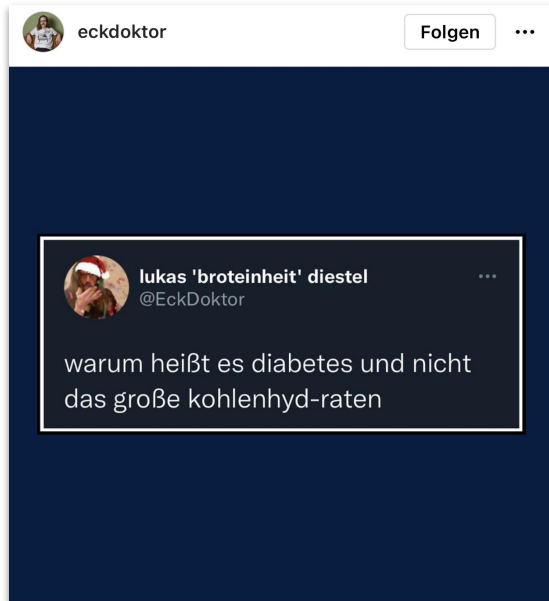 eckdoktor
Folgen
lukas 'broteinheit' diestel
@EckDoktor
warum heißt es diabetes und nicht
das große kohlenhyd-raten